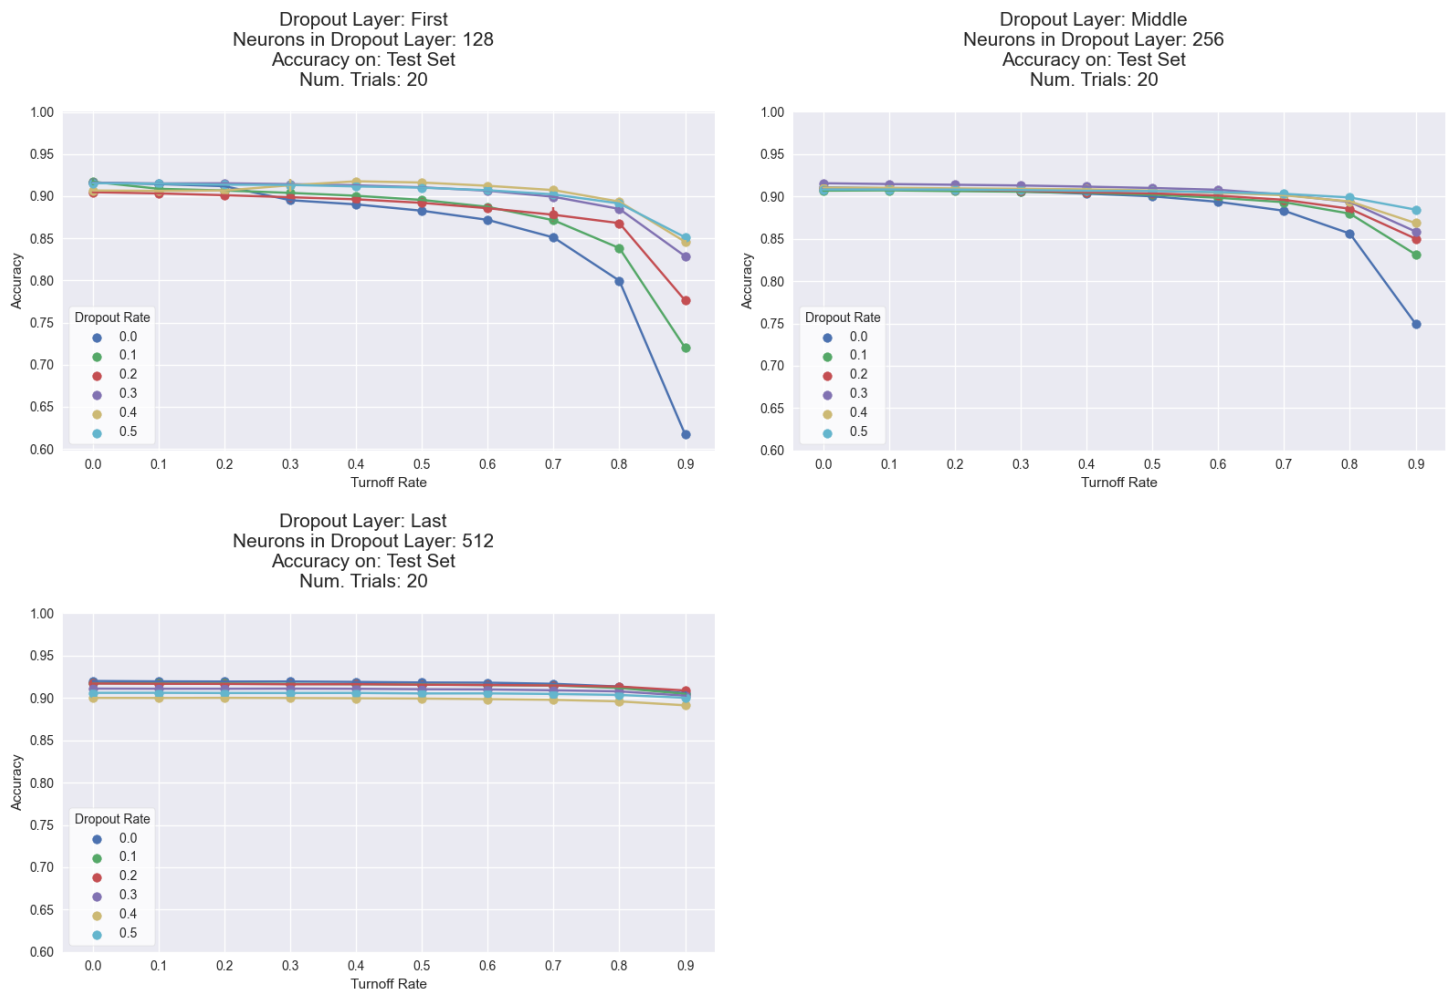 Dropout Layer: First
Neurons in Dropout Layer: 128
Accuracy on: Test Set
Num. Trials: 20
1.00
0.95
0.90
0.85
0.80
0.75
0.70
0.65
0.60
Accuracy
Dropout Rate
0.0
0.1
0.2
0.3
0.4
0.5
0.0 0.1 0.2 0.3 0.4 0.5 0.6 0.7 0.8 0.9
Turnoff Rate
Dropout Layer: Middle
Neurons in Dropout Layer: 256
Accuracy on: Test Set
Num. Trials: 20
1.00
0.95
0.90
0.85
0.80
0.75
0.70
0.65
0.60
Accuracy
Dropout Rate
0.0
0.1
0.2
0.3
0.4
0.5
0.0 0.1 0.2 0.3 0.4 0.5 0.6 0.7 0.8 0.9
Turnoff Rate
Dropout Layer: Last
Neurons in Dropout Layer: 512
Accuracy on: Test Set
Num. Trials: 20
1.00
0.95
0.90
0.85
0.80
0.75
0.70
0.65
0.60
Accuracy
Dropout Rate
0.0
0.1
0.2
0.3
0.4
0.5
0.0 0.1 0.2 0.3 0.4 0.5 0.6 0.7 0.8 0.9
Turnoff Rate